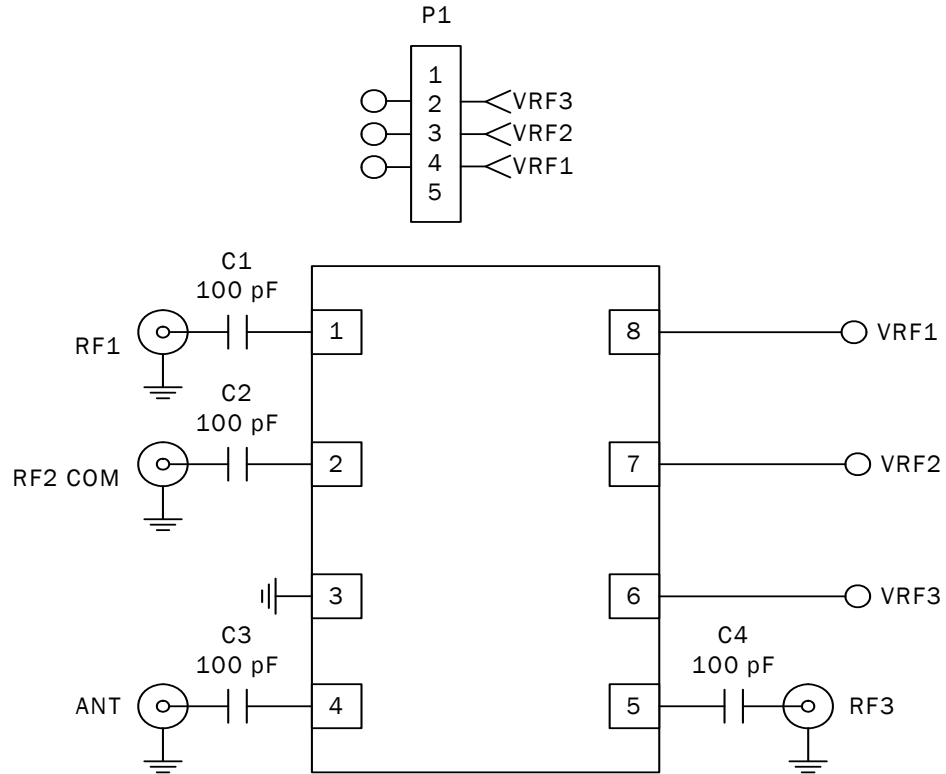 P1
1
2 VRF3
3 VRF2
4 VRF1
5
C1
100 pF
RF1
1
8
VRF1
C2
100 pF
RF2 COM
2
7
VRF2
3
6
VRF3
C3
100 pF
C4
100 pF
ANT
4
5
RF3